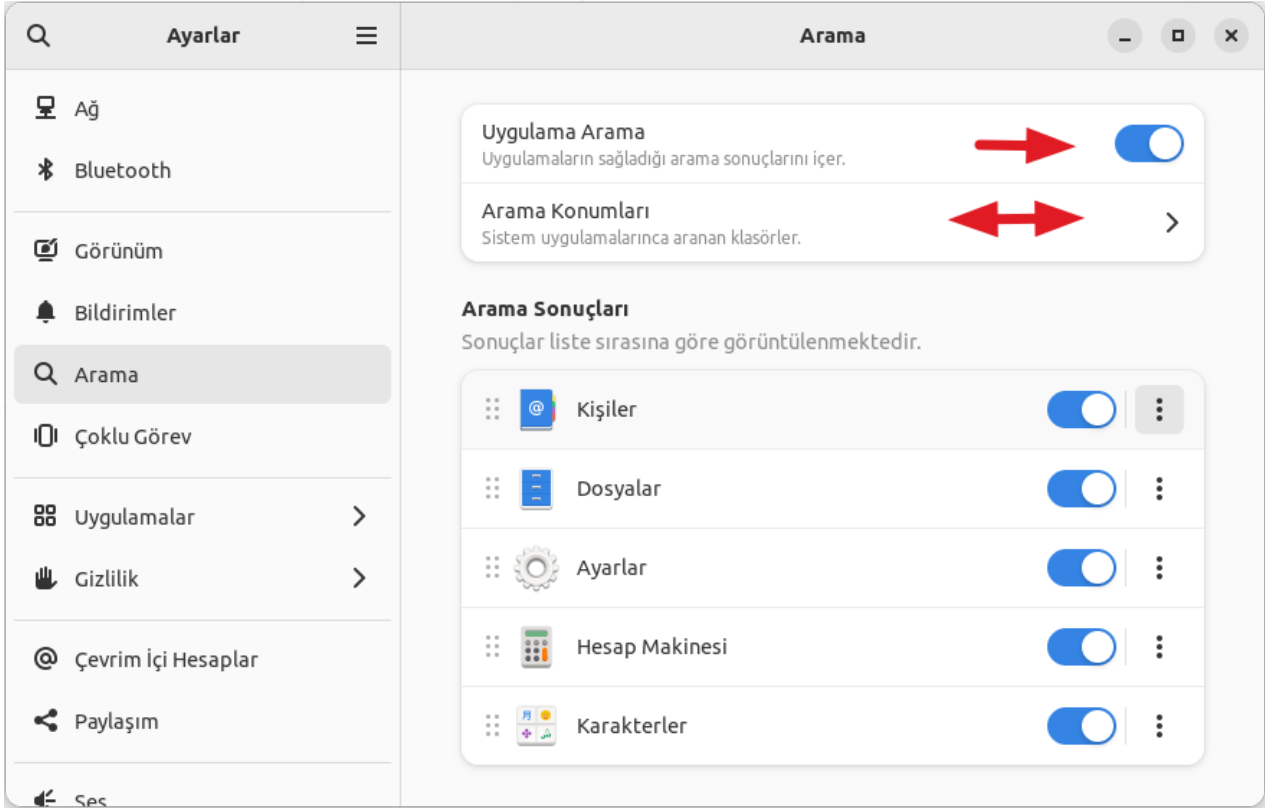 Ayarlar
Arama
Ağ
Bluetooth
Görünüm
Bildirimler
Arama
Çoklu Görev
Uygulamalar
Gizlilik
Çevrim İçi Hesaplar
Paylaşım
Ses
Uygulama Arama
Uygulamaların sağladığı arama sonuçlarını içer.
Arama Konumları
Sistem uygulamalarınca aranan klasörler.
Arama Sonuçları
Sonuçlar liste sırasına göre görüntülenmektedir.
Kişiler
Dosyalar
Ayarlar
Hesap Makinesi
Karakterler